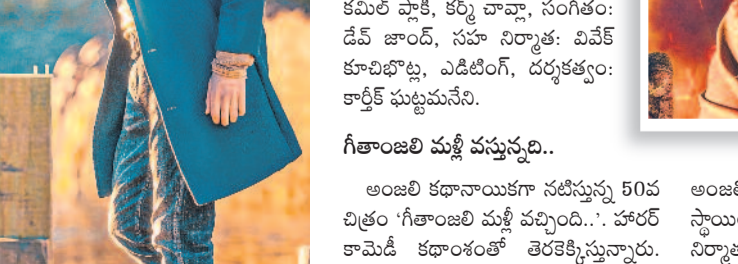 కమిల్ ప్లాకి, కర్మ్ చావ్లా, సంగీతం:
డేవ్ జాంద్, సహ నిర్మాత: వివేక్
కూచిభొట్ల, ఎడిటింగ్, దర్శకత్వం:
కార్తీక్ ఘట్టమనేని.
గీతాంజలి మళ్లీ వస్తున్నది..
అంజలి కథానాయికగా నటిస్తున్న 50వ
చిత్రం ‘గీతాంజలి మళ్లీ వచ్చింది..’. హారర్
కామెడీ కథాంశంతో తెరకెక్కిస్తున్నారు.